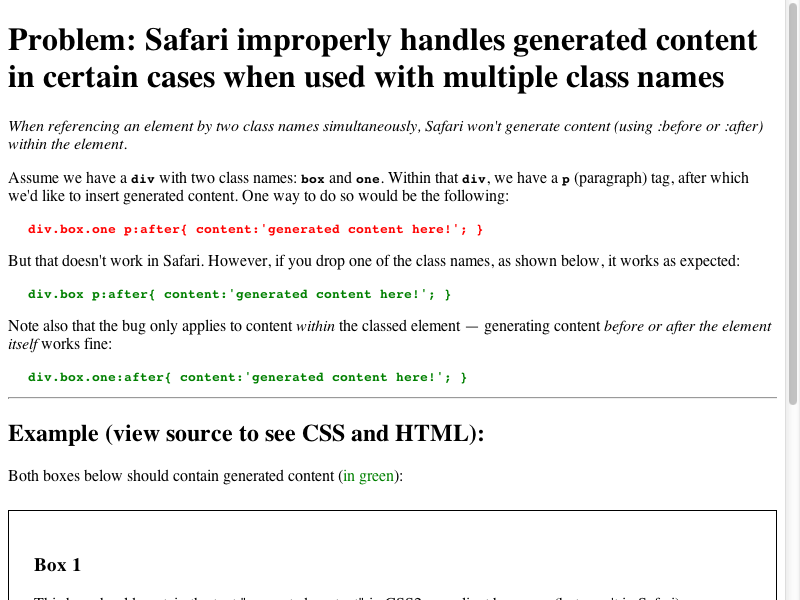 Problem: Safari improperly handles generated content
in certain cases when used with multiple class names
When referencing an element by two class names simultaneously, Safari won't generate content (using :before or :after)
within the element.
Assume we have a div with two class names: box and one. Within that div, we have a p (paragraph) tag, after which
we'd like to insert generated content. One way to do so would be the following:
div.box.one p:after{ content:'generated content here!'; }
But that doesn't work in Safari. However, if you drop one of the class names, as shown below, it works as expected:
div.box p:after{ content:'generated content here!'; }
Note also that the bug only applies to content within the classed element — generating content before or after the element
itself works fine:
div.box.one:after{ content:'generated content here!'; }
Example (view source to see CSS and HTML):
Both boxes below should contain generated content (in green):
Box 1